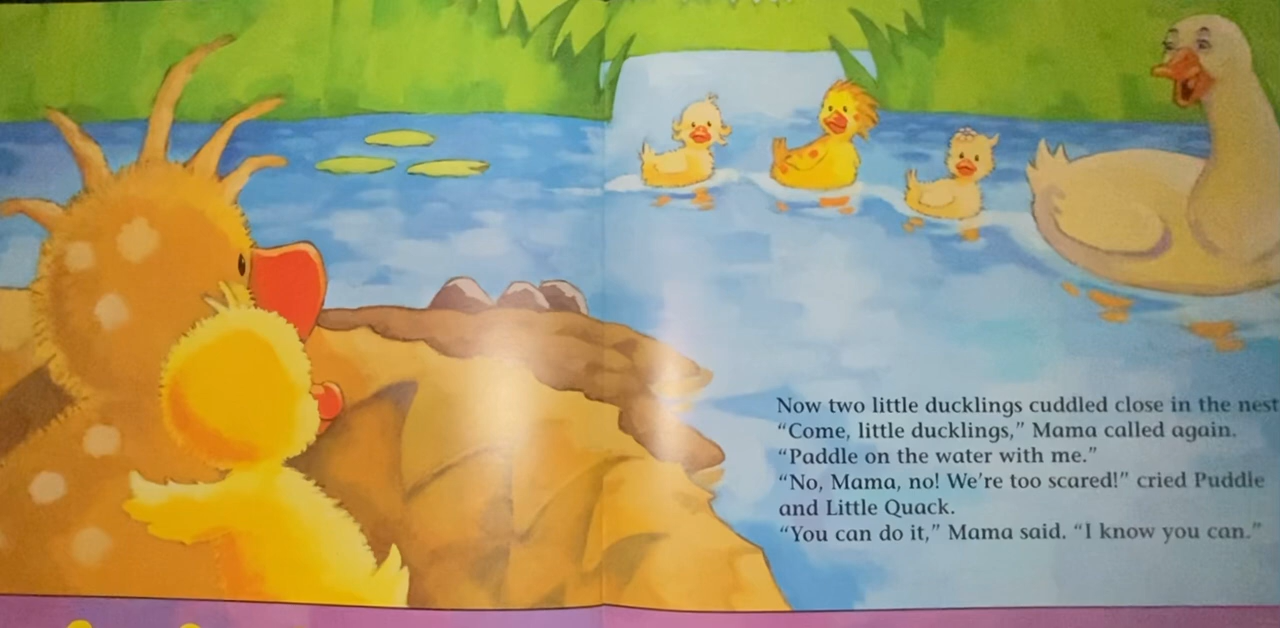 Now two little ducklings cuddled close in the nest
“Come, little ducklings,” Mama called again.
“Paddle on the water with me.”
“No, Mama, no! We’re too scared!” cried Puddle
and Little Quack.
“You can do it,” Mama said. “I know you can.”